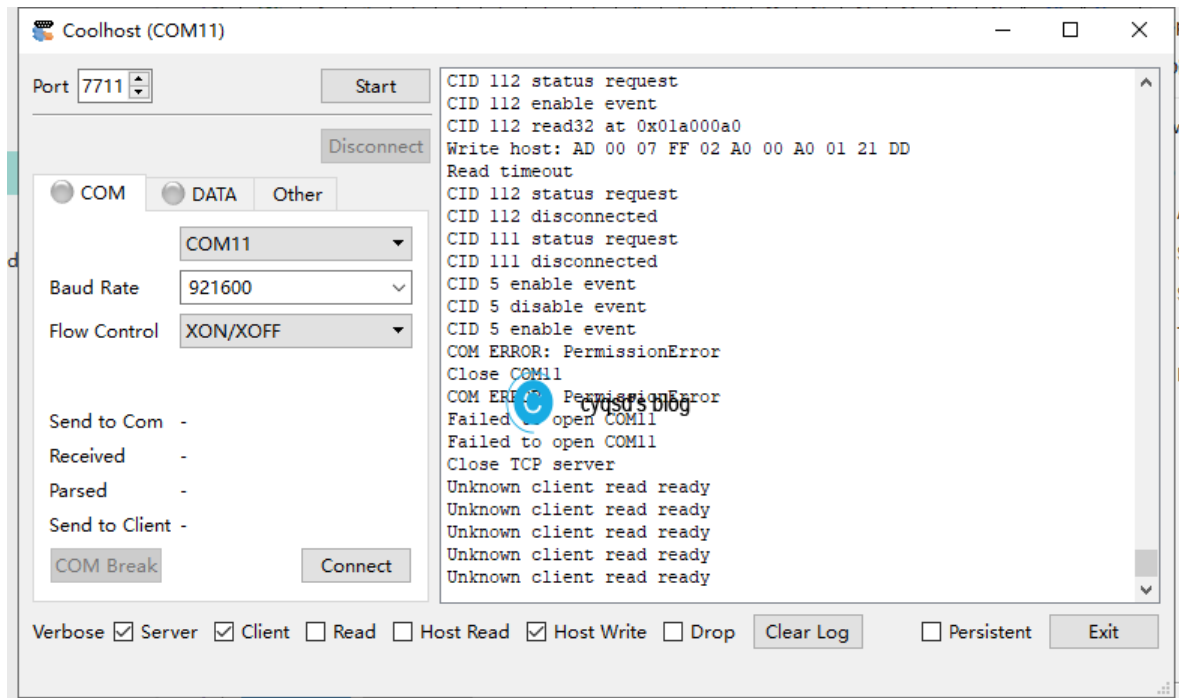 Coolhost (COM11)
Port 7711 Start
Disconnect
COM DATA Other
COM11
Baud Rate 921600
Flow Control XON/XOFF
Send to Com -
Received -
Parsed -
Send to Client -
COM Break Connect
CID 112 status request
CID 112 enable event
CID 112 read32 at 0x01a000a0
Write host: AD 00 07 FF 02 A0 00 A0 01 21 DD
Read timeout
CID 112 status request
CID 112 disconnected
CID 111 status request
CID 111 disconnected
CID 5 enable event
CID 5 disable event
CID 5 enable event
COM ERROR: PermissionError
Close COM11
COM ERROR: PermissionError
Failed to open COM11
Failed to open COM11
Close TCP server
Unknown client read ready
Unknown client read ready
Unknown client read ready
Unknown client read ready
Unknown client read ready
C cyqsd's blog
Verbose Server Client Read Host Read Host Write Drop Clear Log Persistent Exit